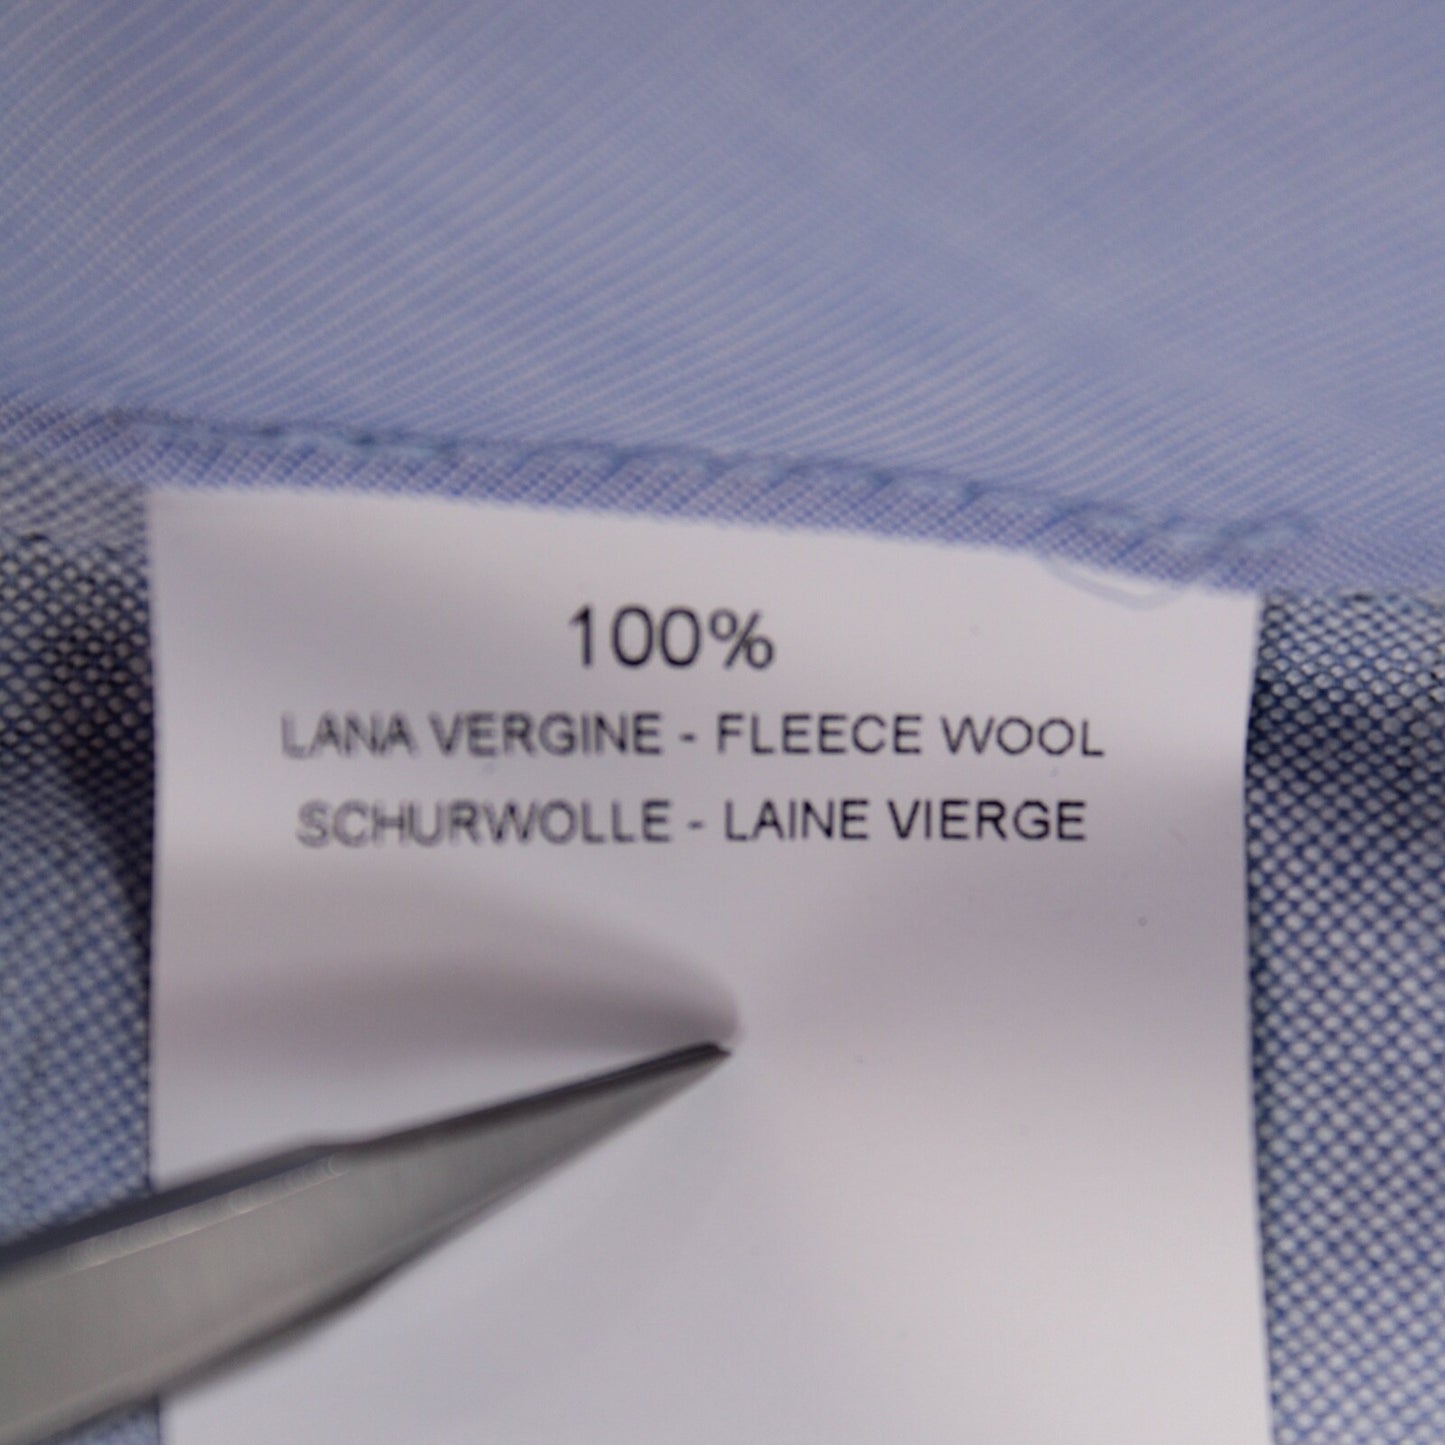 100%
LANA VERGINE - FLEECE WOOL
SCHURWOLLE - LAINE VIERGE